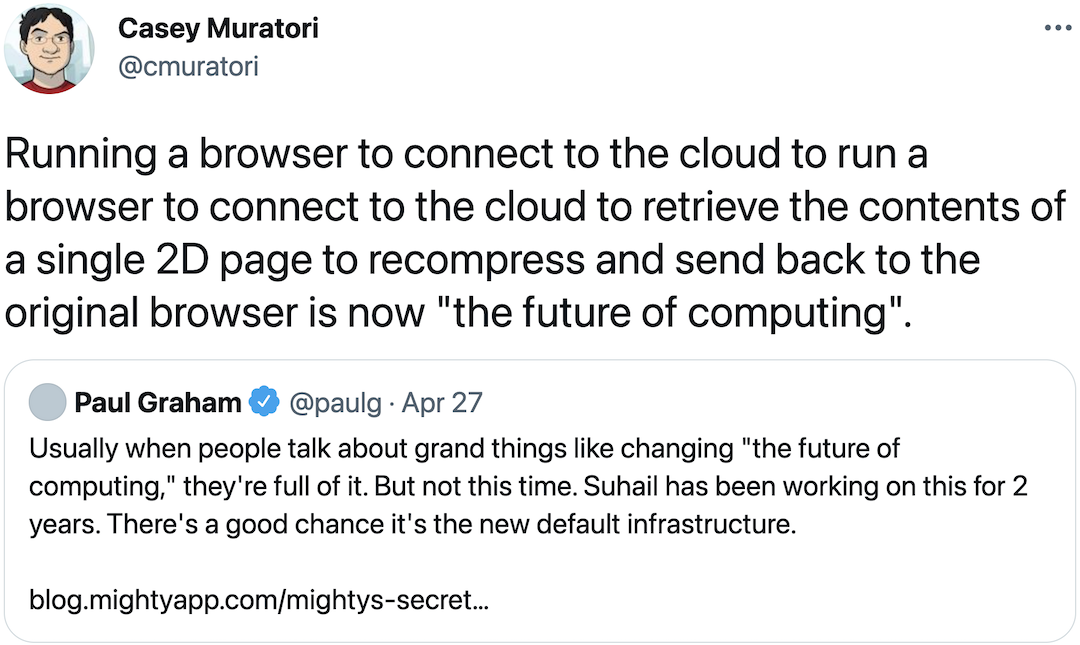 Casey Muratori
@cmuratori
Running a browser to connect to the cloud to run a
browser to connect to the cloud to retrieve the contents of
a single 2D page to recompress and send back to the
original browser is now "the future of computing".
Paul Graham @paulg · Apr 27
Usually when people talk about grand things like changing "the future of
computing," they're full of it. But not this time. Suhail has been working on this for 2
years. There's a good chance it's the new default infrastructure.
blog.mightyapp.com/mightys-secret…